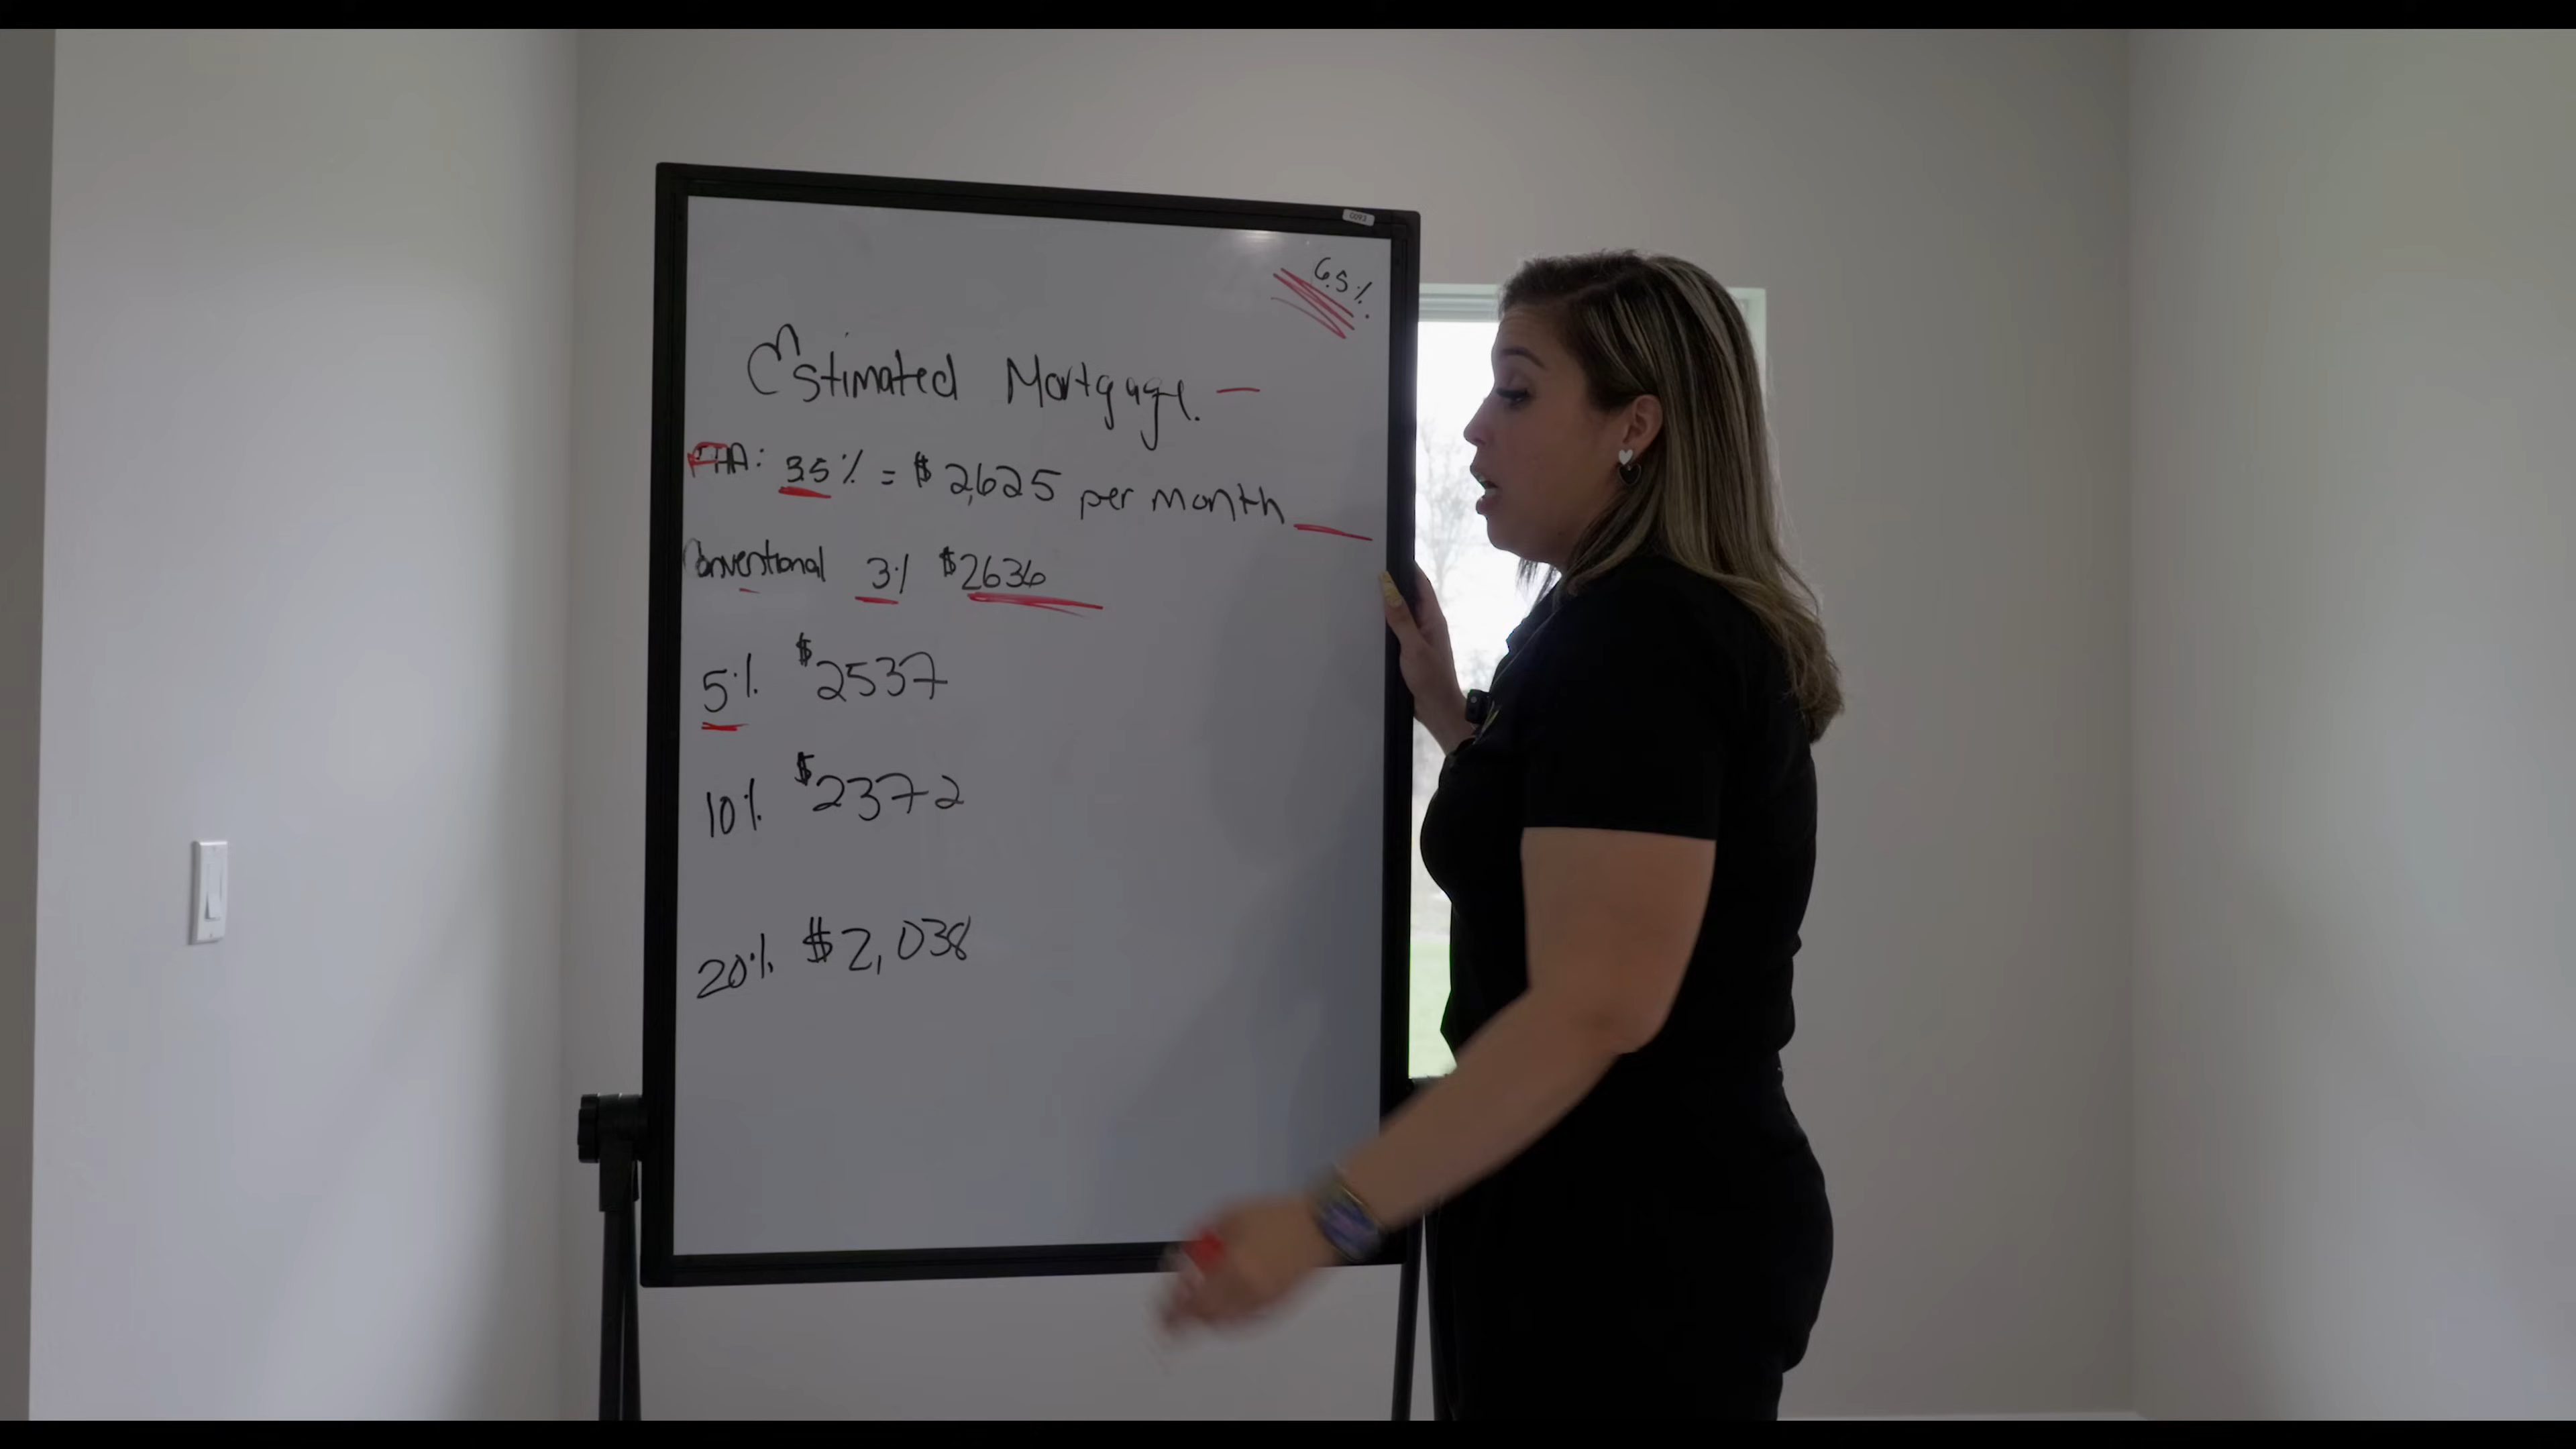 0093
6.5%
Estimated Mortgage.
FHA: 3.5% = $2,625 per month
Conventional 3% $2636
5% $2537
10% $2372
20% $2,038